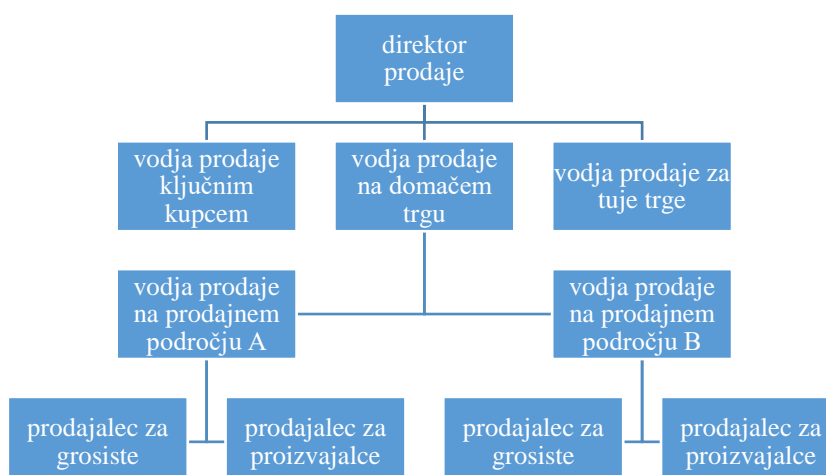 direktor
prodaje
vodja prodaje
ključnim
kupcem
vodja prodaje
na domačem
trgu
vodja prodaje za
tuje trge
vodja prodaje
na prodajnem
področju A
vodja prodaje
na prodajnem
področju B
prodajalec za
grosiste
prodajalec za
proizvajalce
prodajalec za
grosiste
prodajalec za
proizvajalce